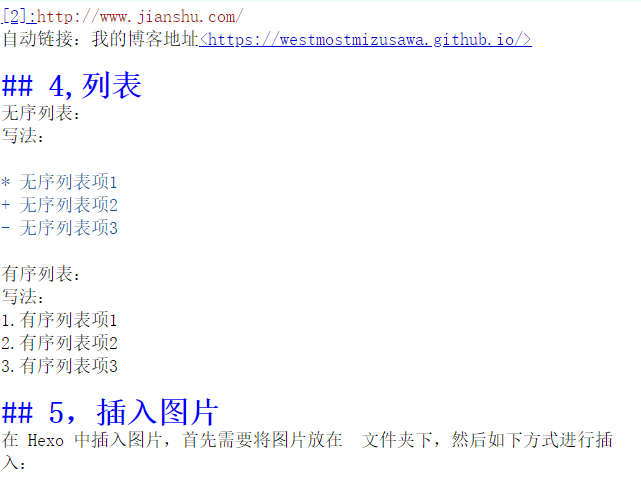 [2]:http://www.jianshu.com/
自动链接：我的博客地址<https://westmostmizusawa.github.io/>
## 4,列表
无序列表：
写法：
* 无序列表项1
+ 无序列表项2
- 无序列表项3
有序列表：
写法：
1.有序列表项1
2.有序列表项2
3.有序列表项3
## 5，插入图片
在 Hexo 中插入图片，首先需要将图片放在  文件夹下，然后如下方式进行插
入：